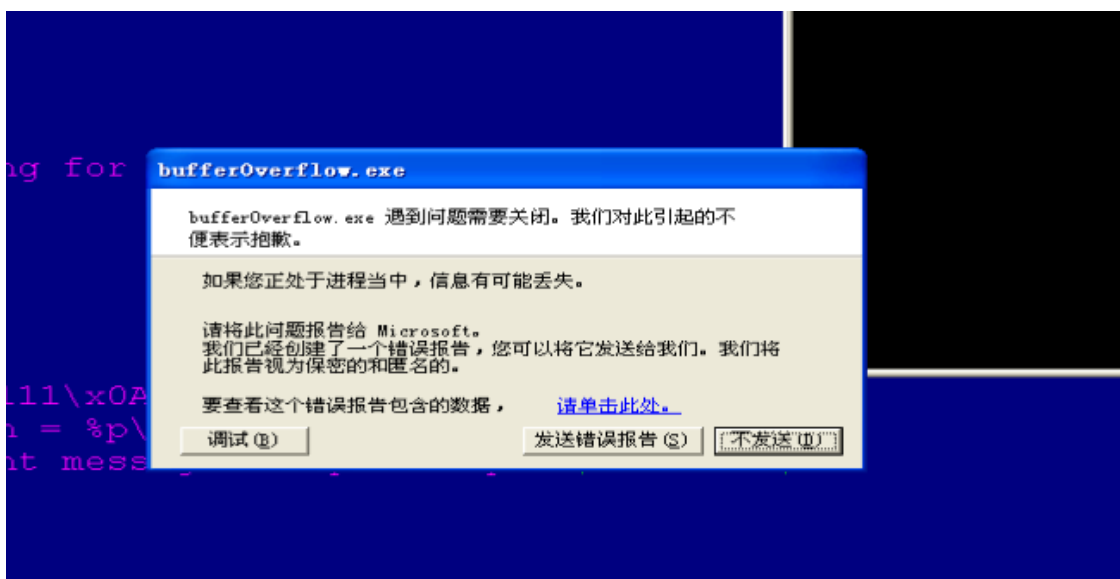 ng for
bufferOverflow.exe
bufferOverflow.exe 遇到问题需要关闭。我们对此引起的不
便表示抱歉。
如果您正处于进程当中，信息有可能丢失。
请将此问题报告给 Microsoft。
我们已经创建了一个错误报告，您可以将它发送给我们。我们将
此报告视为保密的和匿名的。
111\x0A
要查看这个错误报告包含的数据， 请单击此处。
= %p\
调试(B) 发送错误报告(S) 不发送(D)
nt mess